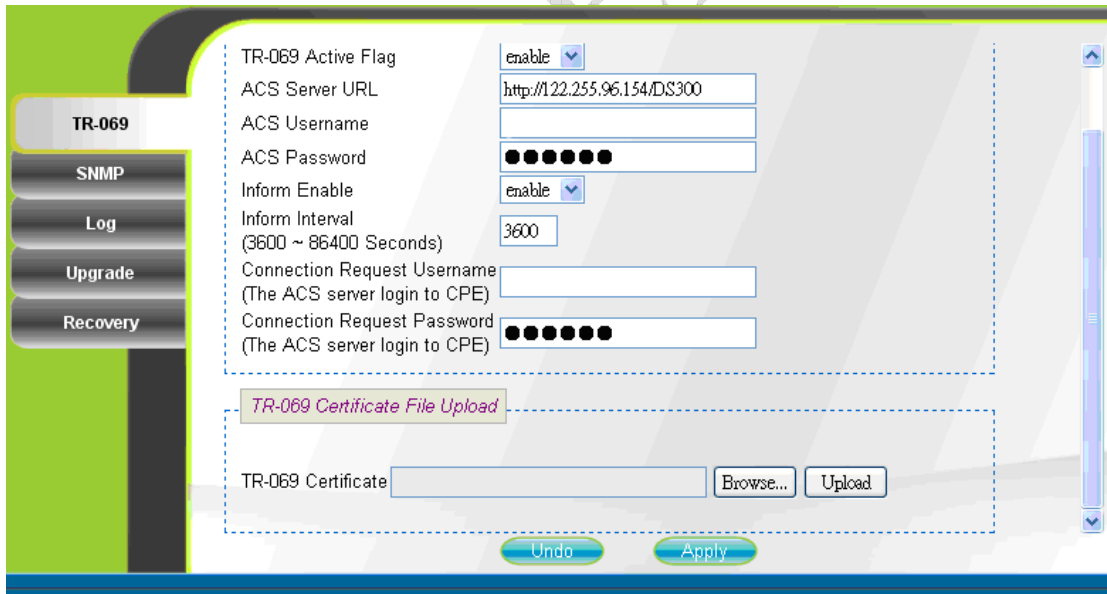 TR-069
SNMP
Log
Upgrade
Recovery
TR-069 Active Flag enable
ACS Server URL http://122.255.96.154/DS300
ACS Username
ACS Password ●●●●●●
Inform Enable enable
Inform Interval
(3600 ~ 86400 Seconds) 3600
Connection Request Username
(The ACS server login to CPE)
Connection Request Password
(The ACS server login to CPE) ●●●●●●
TR-069 Certificate File Upload
TR-069 Certificate Browse... Upload
Undo Apply